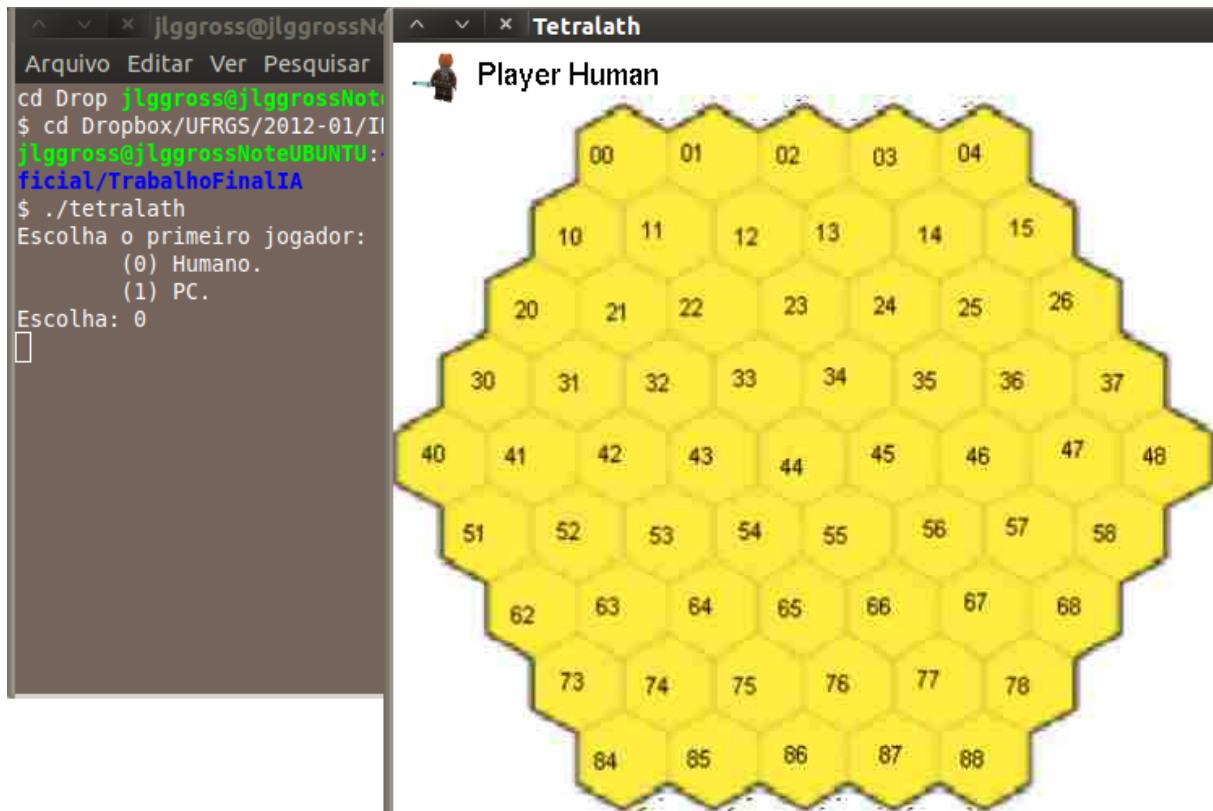 jlggross@jlggrossNo
Arquivo Editar Ver Pesquisar
cd Drop jlggross@jlggrossNote
$ cd Dropbox/UFRGS/2012-01/I
jlggross@jlggrossNoteUBUNTU:
ficial/TrabalhoFinalIA
$ ./tetralath
Escolha o primeiro jogador:
(0) Humano.
(1) PC.
Escolha: 0
Tetralath
Player Human
00 01 02 03 04
10 11 12 13 14 15
20 21 22 23 24 25 26
30 31 32 33 34 35 36 37
40 41 42 43 44 45 46 47 48
51 52 53 54 55 56 57 58
62 63 64 65 66 67 68
73 74 75 76 77 78
84 85 86 87 88